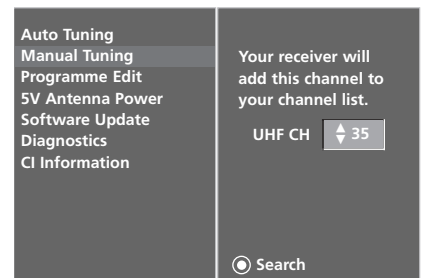 Auto Tuning
Manual Tuning
Programme Edit
5V Antenna Power
Software Update
Diagnostics
CI Information
Your receiver will
add this channel to
your channel list.
UHF CH 35
Search